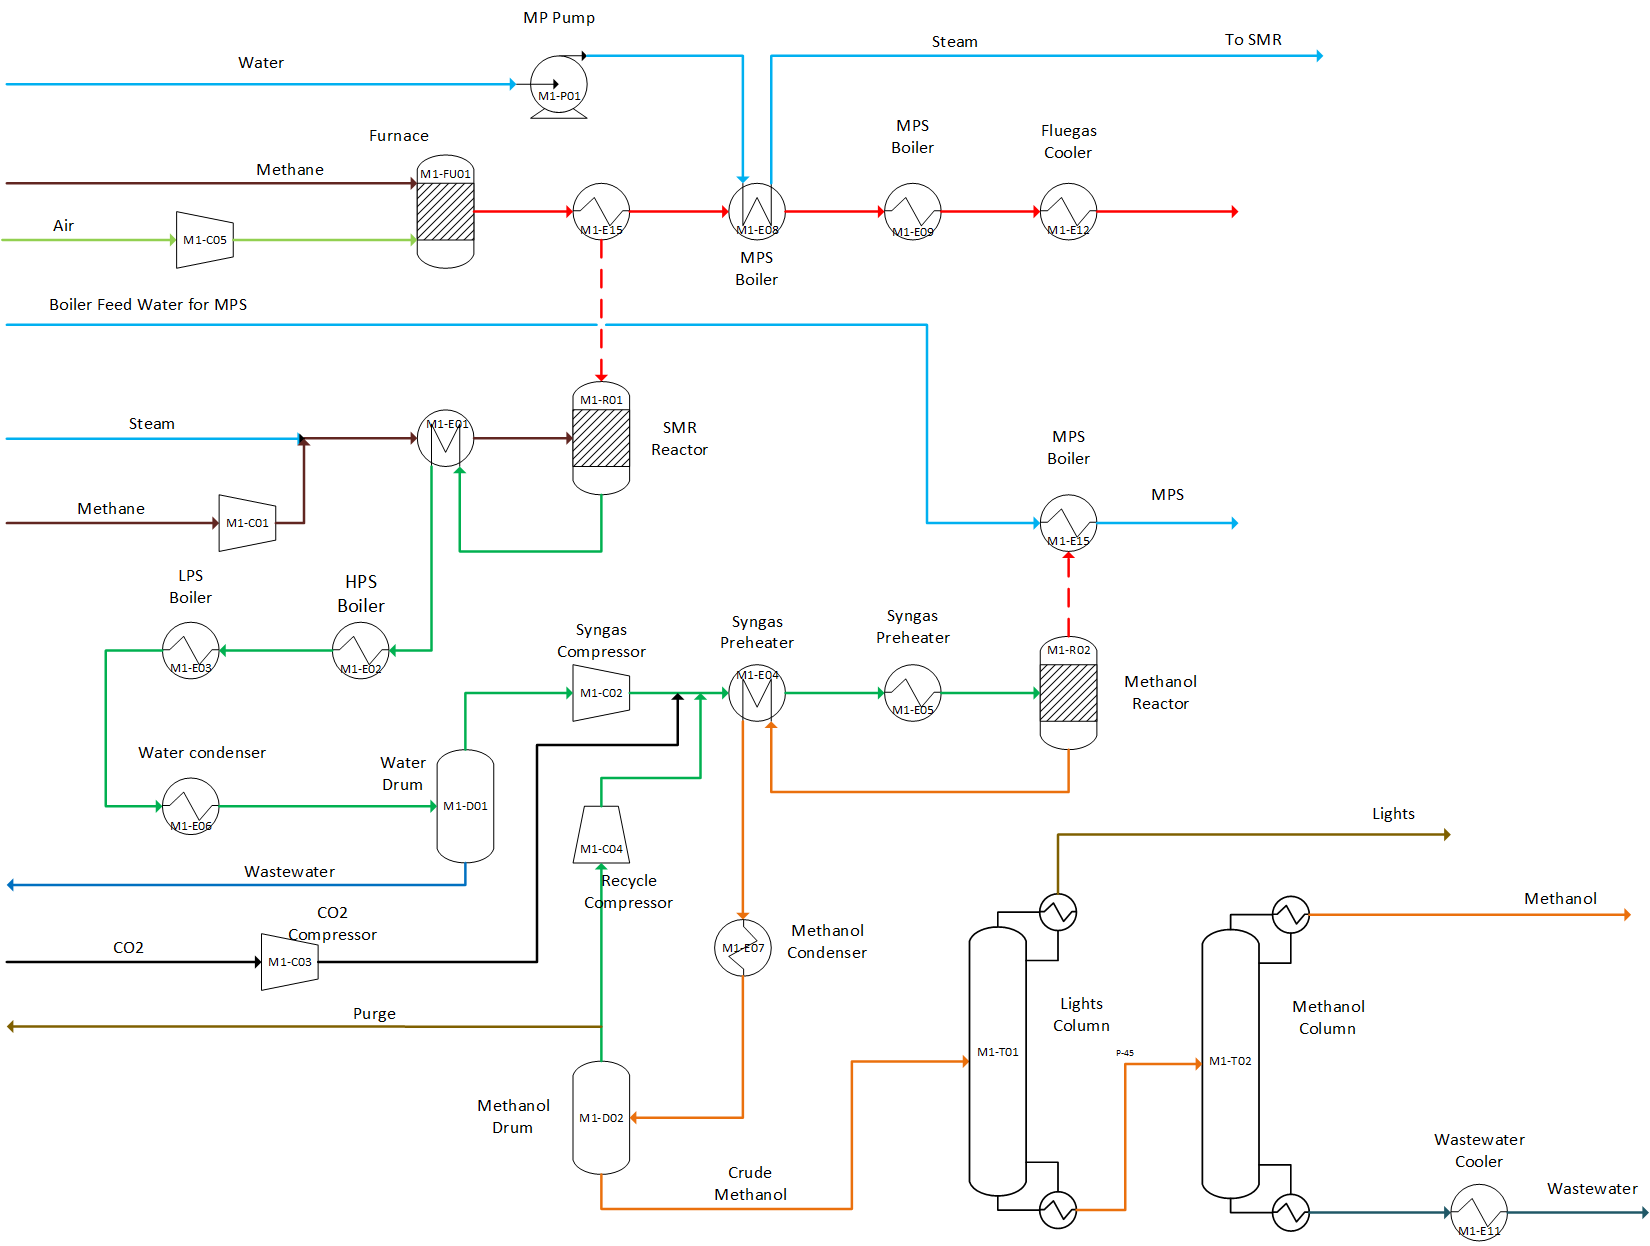 MP Pump
Water
Steam
To SMR
M1-P01
Furnace
MPS
Boiler
Fluegas
Cooler
Methane
M1-FU01
Air
M1-C05
M1-E15
M1-E08
M1-E09
M1-E12
MPS
Boiler
Boiler Feed Water for MPS
M1-R01
Steam
M1-E01
SMR
Reactor
MPS
Boiler
Methane
M1-C01
MPS
M1-E15
LPS
Boiler
HPS
Boiler
Syngas
Compressor
Syngas
Preheater
Syngas
Preheater
M1-E03
M1-E02
M1-R02
M1-C02
M1-E04
M1-E05
Methanol
Reactor
Water condenser
Water
Drum
M1-D01
M1-E06
Lights
M1-C04
Wastewater
Recycle
Compressor
CO2
Compressor
Methanol
CO2
M1-C03
M1-E07
Methanol
Condenser
Purge
Lights
Column
Methanol
Column
M1-T01
P-45
M1-T02
Methanol
Drum
M1-D02
Wastewater
Cooler
Crude
Methanol
Wastewater
M1-E11